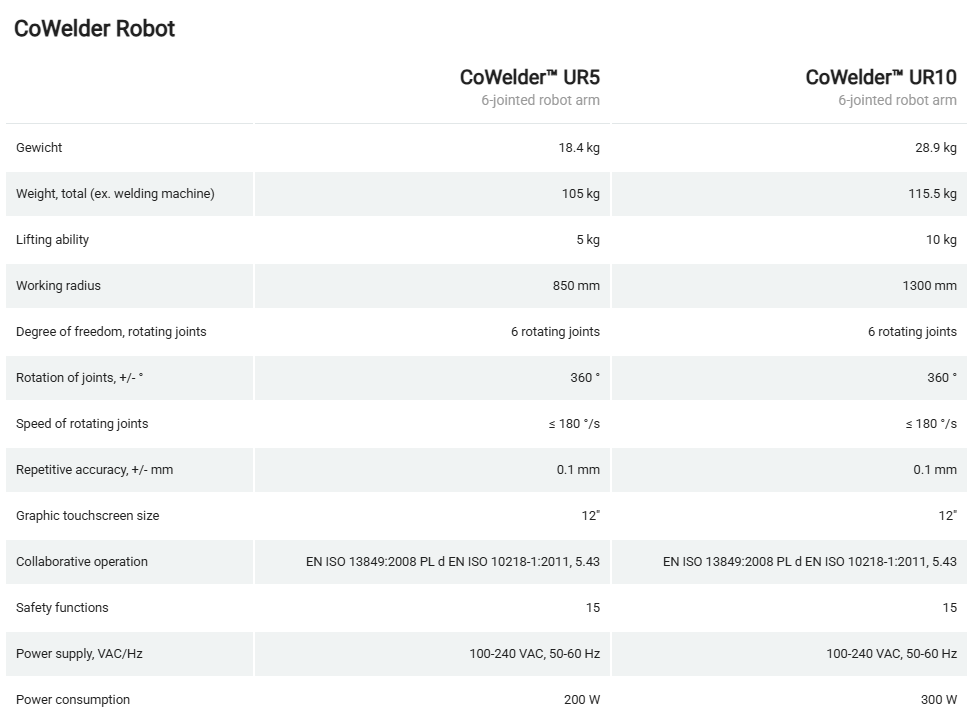 CoWelder Robot
CoWelder™ UR5 CoWelder™ UR10
6-jointed robot arm 6-jointed robot arm
Gewicht 18.4 kg 28.9 kg
Weight, total (ex. welding machine) 105 kg 115.5 kg
Lifting ability 5 kg 10 kg
Working radius 850 mm 1300 mm
Degree of freedom, rotating joints 6 rotating joints 6 rotating joints
Rotation of joints, +/- ° 360 ° 360 °
Speed of rotating joints ≤ 180 °/s ≤ 180 °/s
Repetitive accuracy, +/- mm 0.1 mm 0.1 mm
Graphic touchscreen size 12" 12"
Collaborative operation EN ISO 13849:2008 PL d EN ISO 10218-1:2011, 5.43 EN ISO 13849:2008 PL d EN ISO 10218-1:2011, 5.43
Safety functions 15 15
Power supply, VAC/Hz 100-240 VAC, 50-60 Hz 100-240 VAC, 50-60 Hz
Power consumption 200 W 300 W